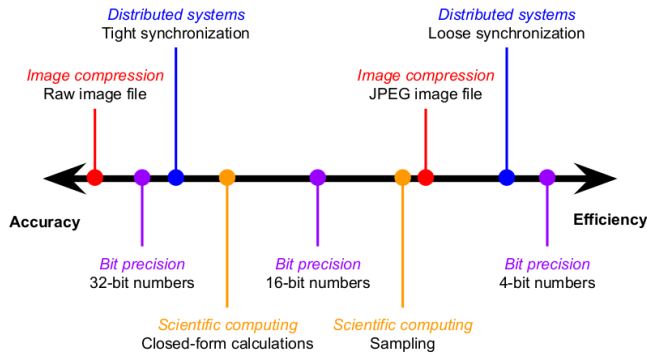 Distributed systems
Tight synchronization
Distributed systems
Loose synchronization
Image compression
Raw image file
Image compression
JPEG image file
Accuracy
Efficiency
Bit precision
32-bit numbers
Bit precision
16-bit numbers
Bit precision
4-bit numbers
Scientific computing
Closed-form calculations
Scientific computing
Sampling